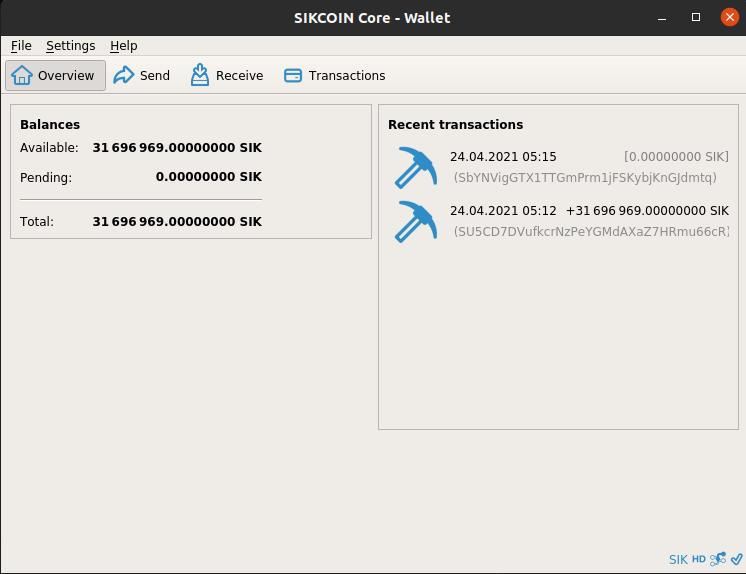 SIKCOIN Core - Wallet
File Settings Help
Overview Send Receive Transactions
Balances
Available: 31 696 969.00000000 SIK
Pending: 0.00000000 SIK
Total: 31 696 969.00000000 SIK
Recent transactions
24.04.2021 05:15 [0.00000000 SIK]
(SbYNVigGTX1TTGmPrm1jFSKybjKnGJdmtq)
24.04.2021 05:12 +31 696 969.00000000 SIK
(SU5CD7DVufkcrNzPeYGMdAXaZ7HRmu66cR)
SIK HD